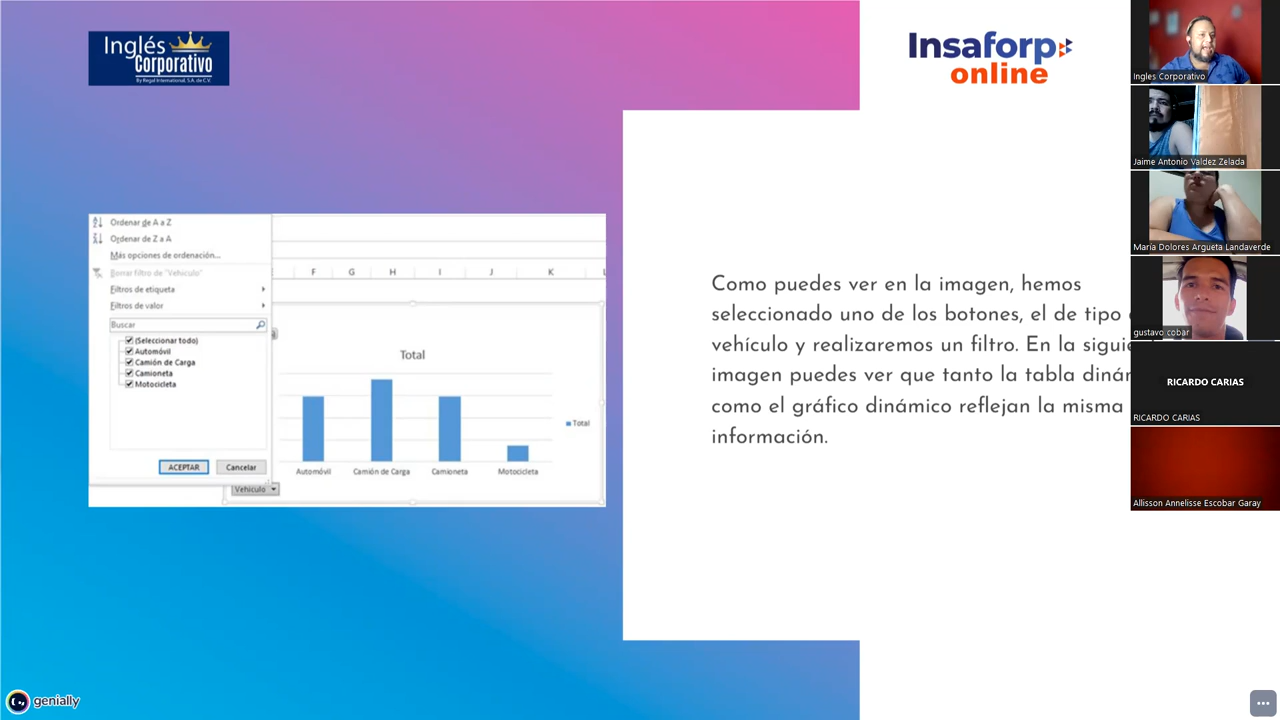 Inglés
Corporativo
By Regal International, S.A. de C.V.
Insaforp
online
Ordenar de A a Z
Ordenar de Z a A
Más opciones de ordenación...
Borrar filtro de "Vehiculo"
Filtros de etiqueta
Filtros de valor
Buscar
(Seleccionar todo)
Automóvil
Camión de Carga
Camioneta
Motocicleta
ACEPTAR
Cancelar
F G H I J K L
Total
Total
Automóvil Camión de Carga Camioneta Motocicleta
Vehiculo
Como puedes ver en la imagen, hemos
seleccionado uno de los botones, el de tipo
vehículo y realizaremos un filtro. En la sigui
imagen puedes ver que tanto la tabla dinár
como el gráfico dinámico reflejan la misma
información.
Ingles Corporativo
Jaime Antonio Valdez Zelada
María Dolores Argueta Landaverde
gustavo cobar
RICARDO CARIAS
RICARDO CARIAS
Allisson Annelisse Escobar Garay
genially